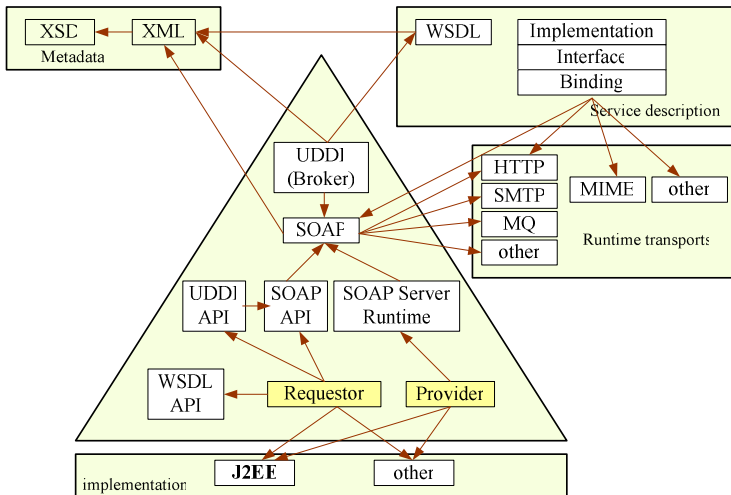 XSD
XML
Metadata
WSDL
Implementation
Interface
Binding
Service description
UDDI
(Broker)
HTTP
SMTP
MQ
other
MIME
other
Runtime transports
SOAP
UDDI
API
SOAP
API
SOAP Server
Runtime
WSDL
API
Requestor
Provider
implementation
J2EE
other